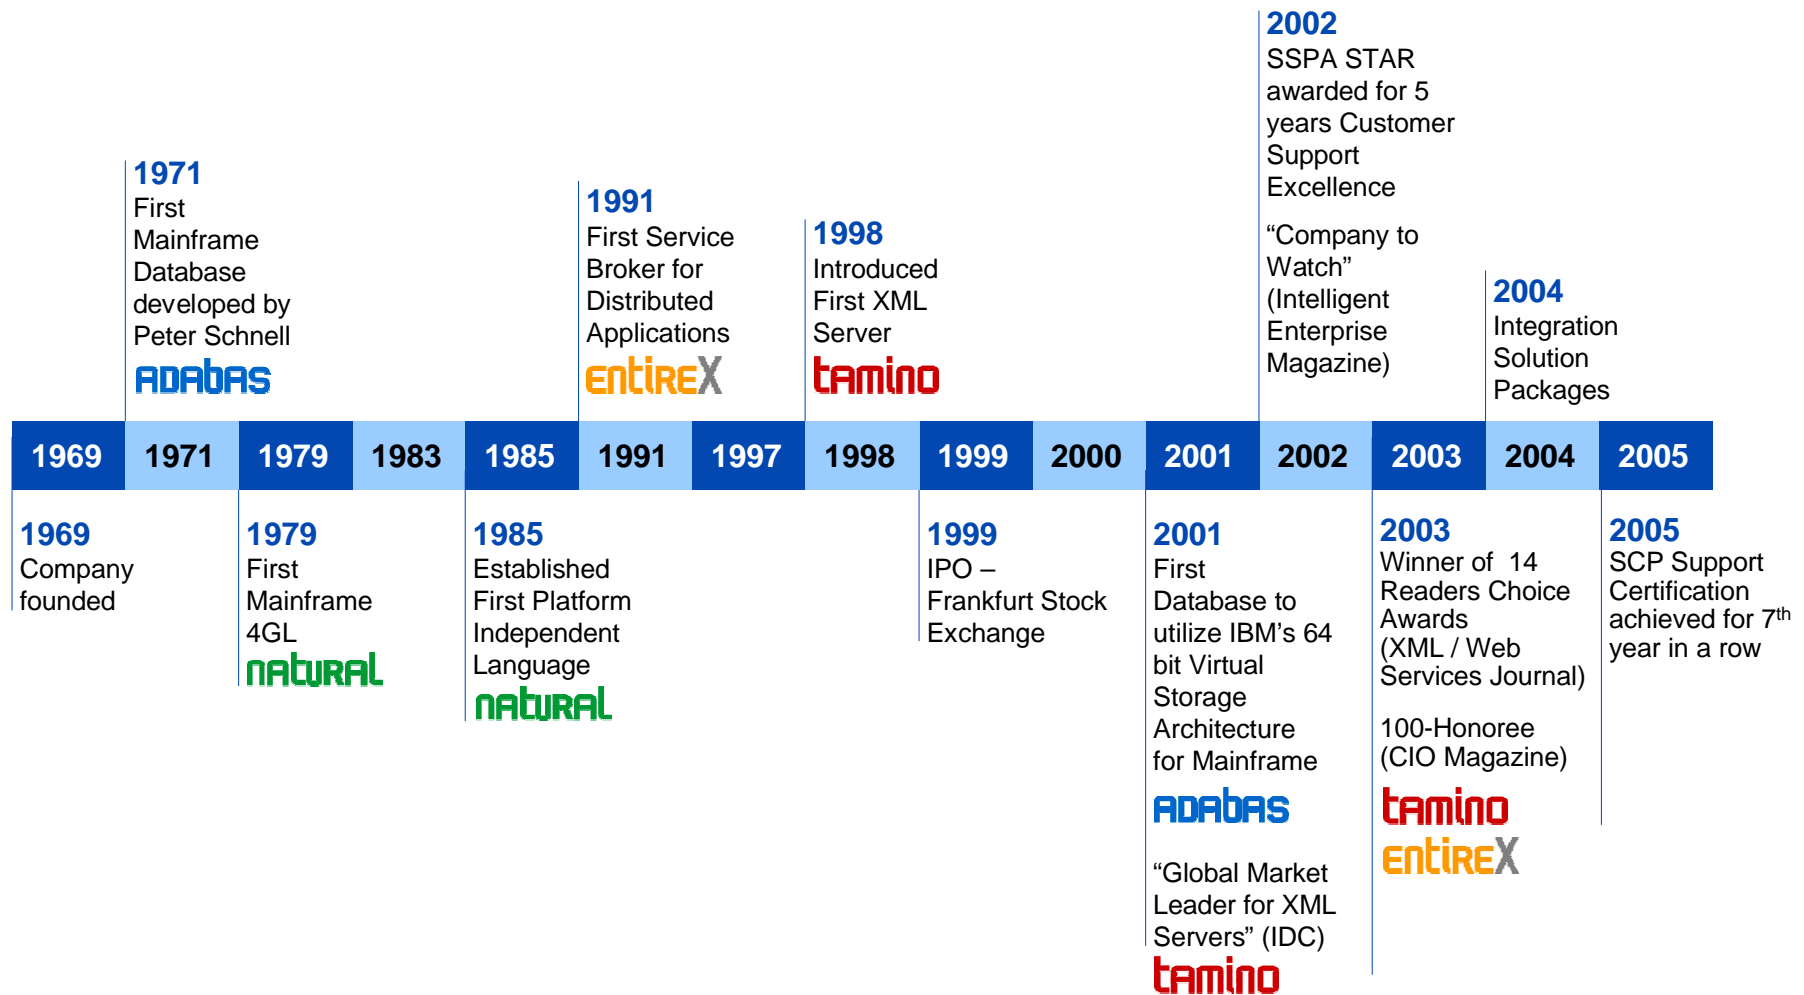 2002
SSPA STAR
awarded for 5
years Customer
Support
Excellence
“Company to
Watch”
(Intelligent
Enterprise
Magazine)
1971
First
Mainframe
Database
developed by
Peter Schnell
ADABAS
1991
First Service
Broker for
Distributed
Applications
ENTIREX
1998
Introduced
First XML
Server
TAMINO
2004
Integration
Solution
Packages
1969 1971 1979 1983 1985 1991 1997 1998 1999 2000 2001 2002 2003 2004 2005
1969
Company
founded
1979
First
Mainframe
4GL
NATURAL
1985
Established
First Platform
Independent
Language
NATURAL
1999
IPO –
Frankfurt Stock
Exchange
2001
First
Database to
utilize IBM’s 64
bit Virtual
Storage
Architecture
for Mainframe
ADABAS
“Global Market
Leader for XML
Servers” (IDC)
TAMINO
2003
Winner of 14
Readers Choice
Awards
(XML / Web
Services Journal)
100-Honoree
(CIO Magazine)
TAMINO
ENTIREX
2005
SCP Support
Certification
achieved for 7th
year in a row